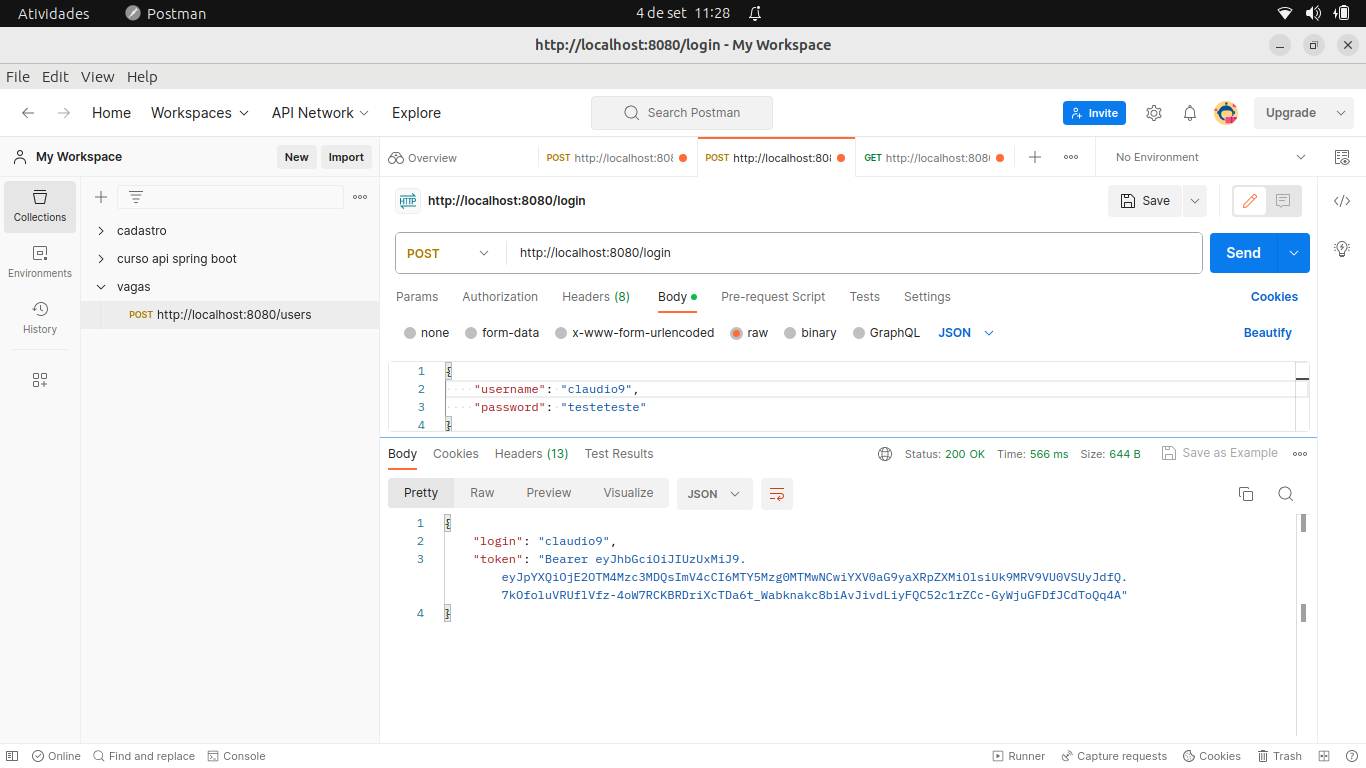 Atividades Postman 4 de set 11:28
http://localhost:8080/login - My Workspace
File Edit View Help
Home Workspaces API Network Explore Search Postman Invite Upgrade
My Workspace New Import Overview POST http://localhost:808 POST http://localhost:808 GET http://localhost:8080 No Environment
Collections
Environments
History
cadastro
curso api spring boot
vagas
POST http://localhost:8080/users
HTTP http://localhost:8080/login Save
POST http://localhost:8080/login Send
Params Authorization Headers (8) Body Pre-request Script Tests Settings Cookies
none form-data x-www-form-urlencoded raw binary GraphQL JSON Beautify
1 {
2 "username": "claudio9",
3 "password": "testeteste"
4 }
Body Cookies Headers (13) Test Results Status: 200 OK Time: 566 ms Size: 644 B Save as Example
Pretty Raw Preview Visualize JSON
1 {
2 "login": "claudio9",
3 "token": "Bearer eyJhbGciOiJIUzUxMiJ9.
eyJpYXQiOjE2OTM4Mzc3MDQsImV4cCI6MTY5Mzg0MTMwNCwiYXV0aG9yaXRpZXMiOlsiUk9MRV9VU0VSUyJdfQ.
7kOfoluVRUflVfz-4oW7RCKBRDriXcTDa6t_Wabknakc8biAvJivdLiyFQC52c1rZCc-GyWjuGFDfJCdToQq4A"
4 }
Online Find and replace Console Runner Capture requests Cookies Trash